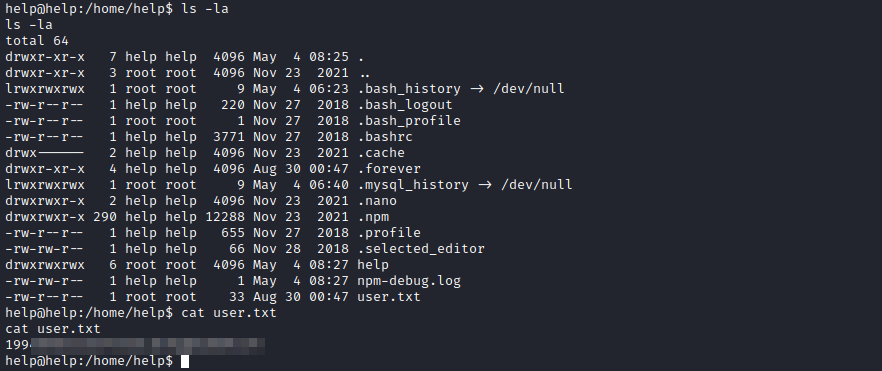 help@help:/home/help$ ls -la
ls -la
total 64
drwxr-xr-x   7 help help  4096 May  4 08:25 .
drwxr-xr-x   3 root root  4096 Nov 23  2021 ..
lrwxrwxrwx   1 root root     9 May  4 06:23 .bash_history → /dev/null
-rw-r--r--   1 help help   220 Nov 27  2018 .bash_logout
-rw-r--r--   1 root root     1 Nov 27  2018 .bash_profile
-rw-r--r--   1 help help  3771 Nov 27  2018 .bashrc
drwx------   2 help help  4096 Nov 23  2021 .cache
drwxr-xr-x   4 help help  4096 Aug 30 00:47 .forever
lrwxrwxrwx   1 root root     9 May  4 06:40 .mysql_history → /dev/null
drwxrwxr-x   2 help help  4096 Nov 23  2021 .nano
drwxrwxr-x 290 help help 12288 Nov 23  2021 .npm
-rw-r--r--   1 help help   655 Nov 27  2018 .profile
-rw-rw-r--   1 help help    66 Nov 28  2018 .selected_editor
drwxrwxrwx   6 root root  4096 May  4 08:27 help
-rw-rw-r--   1 help help     1 May  4 08:27 npm-debug.log
-rw-r--r--   1 root root    33 Aug 30 00:47 user.txt
help@help:/home/help$ cat user.txt
cat user.txt
help@help:/home/help$